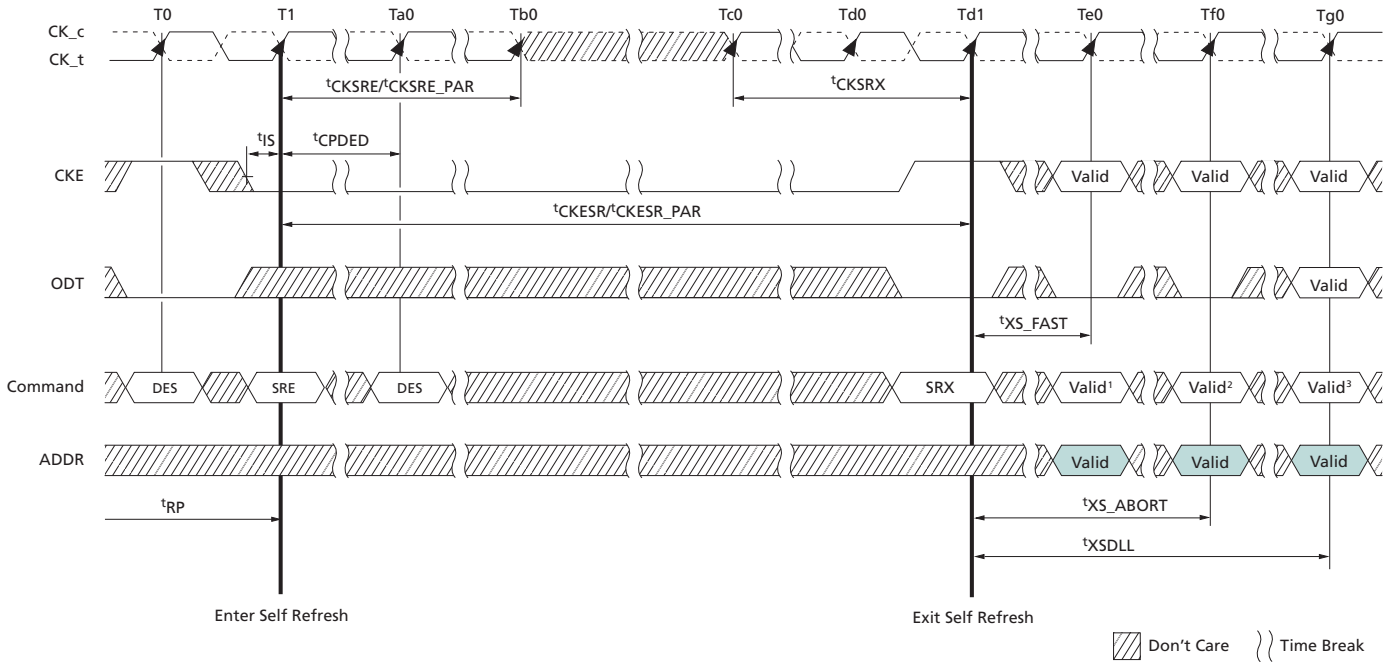 T0 T1 Ta0 Tb0 Tc0 Td0 Td1 Te0 Tf0 Tg0
CK_c
CK_t
tCKSRE/tCKSRE_PAR tCKSRX
tIS tCPDED
CKE Valid Valid Valid
tCKESR/tCKESR_PAR
ODT Valid
tXS_FAST
Command DES SRE DES SRX Valid¹ Valid² Valid³
ADDR Valid Valid Valid
tRP tXS_ABORT
tXSDLL
Enter Self Refresh Exit Self Refresh
Don't Care Time Break